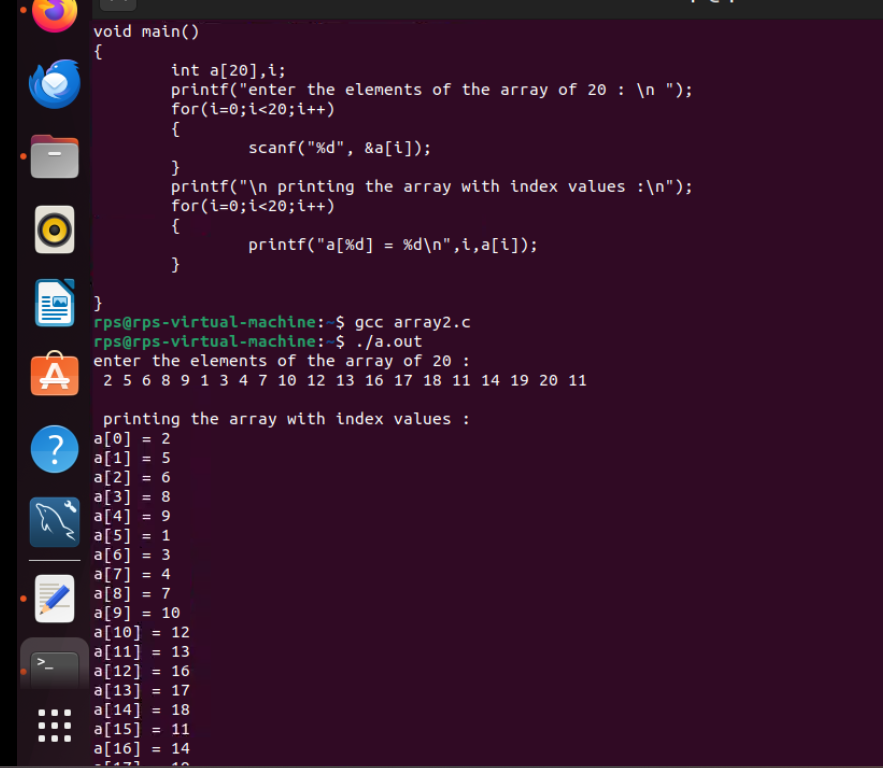 void main()
{
int a[20],i;
printf("enter the elements of the array of 20 : \n ");
for(i=0;i<20;i++)
{
scanf("%d", &a[i]);
}
printf("\n printing the array with index values :\n");
for(i=0;i<20;i++)
{
printf("a[%d] = %d\n",i,a[i]);
}
}
rps@rps-virtual-machine:~$ gcc array2.c
rps@rps-virtual-machine:~$ ./a.out
enter the elements of the array of 20 :
2 5 6 8 9 1 3 4 7 10 12 13 16 17 18 11 14 19 20 11
printing the array with index values :
a[0] = 2
a[1] = 5
a[2] = 6
a[3] = 8
a[4] = 9
a[5] = 1
a[6] = 3
a[7] = 4
a[8] = 7
a[9] = 10
a[10] = 12
a[11] = 13
a[12] = 16
a[13] = 17
a[14] = 18
a[15] = 11
a[16] = 14